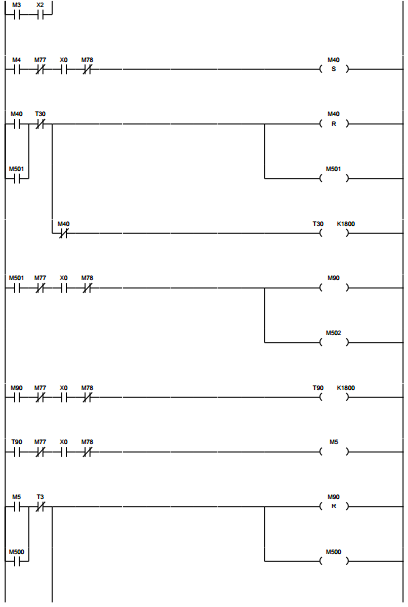 M3 X2
M4 M77 X0 M78 M40
S
M40 T30 M40
R
M501 M501
M40 T30 K1800
M501 M77 X0 M78 M90
M502
M90 M77 X0 M78 T90 K1800
T90 M77 X0 M78 M5
M5 T3 M90
R
M500 M500